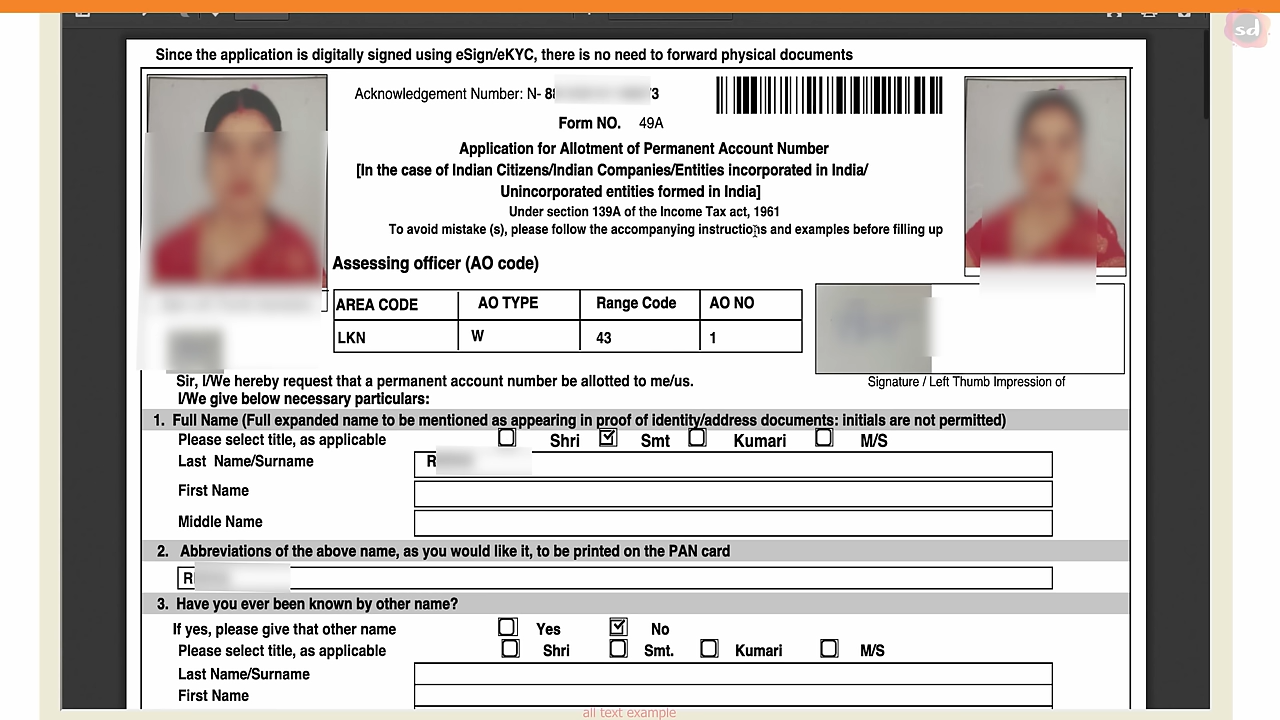 sd
Since the application is digitally signed using eSign/eKYC, there is no need to forward physical documents
Acknowledgement Number: N-
Form NO. 49A
Application for Allotment of Permanent Account Number
[In the case of Indian Citizens/Indian Companies/Entities incorporated in India/
Unincorporated entities formed in India]
Under section 139A of the Income Tax act, 1961
To avoid mistake (s), please follow the accompanying instructions and examples before filling up
Assessing officer (AO code)
AREA CODE AO TYPE Range Code AO NO
LKN W 43 1
Signature / Left Thumb Impression of
Sir, I/We hereby request that a permanent account number be allotted to me/us.
I/We give below necessary particulars:
1. Full Name (Full expanded name to be mentioned as appearing in proof of identity/address documents: initials are not permitted)
Please select title, as applicable Shri Smt Kumari M/S
Last Name/Surname
First Name
Middle Name
2. Abbreviations of the above name, as you would like it, to be printed on the PAN card
3. Have you ever been known by other name?
If yes, please give that other name Yes No
Please select title, as applicable Shri Smt. Kumari M/S
Last Name/Surname
First Name
all text example